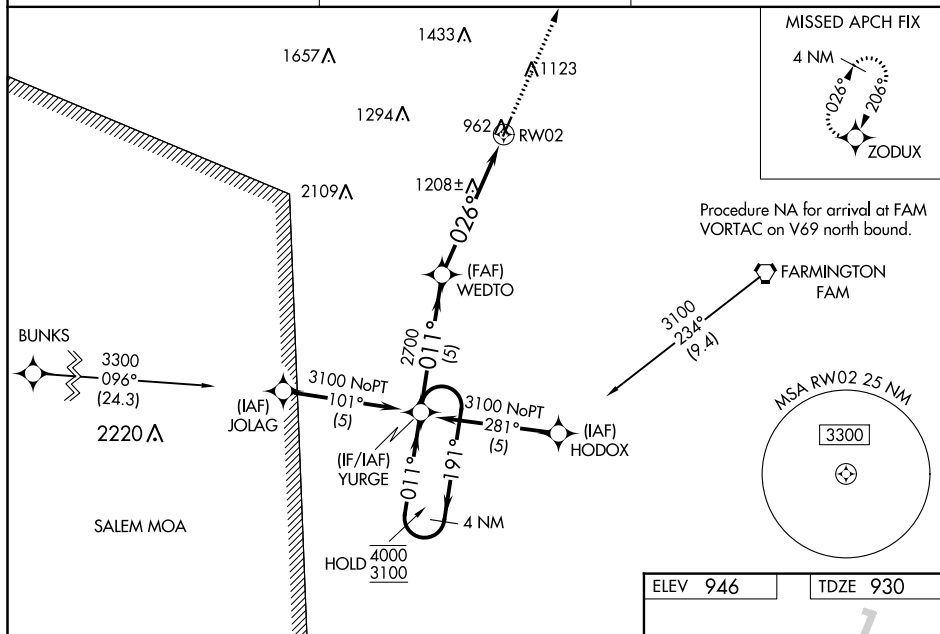 MISSED APCH FIX
4 NM
026°
206°
ZODUX
1433
1657
1123
1294
962
RW02
2109
1208±
026°
Procedure NA for arrival at FAM
VORTAC on V69 north bound.
(FAF)
WEDTO
FARMINGTON
FAM
3100
234°
(9.4)
BUNKS
3300
096°
(24.3)
2700
011°
(5)
3100 NoPT
101°
(5)
(IAF)
JOLAG
3100 NoPT
281°
(5)
(IAF)
HODOX
2220
(IF/IAF)
YURGE
011°
191°
4 NM
HOLD
4000
3100
SALEM MOA
MSA RW02 25 NM
3300
ELEV 946
TDZE 930